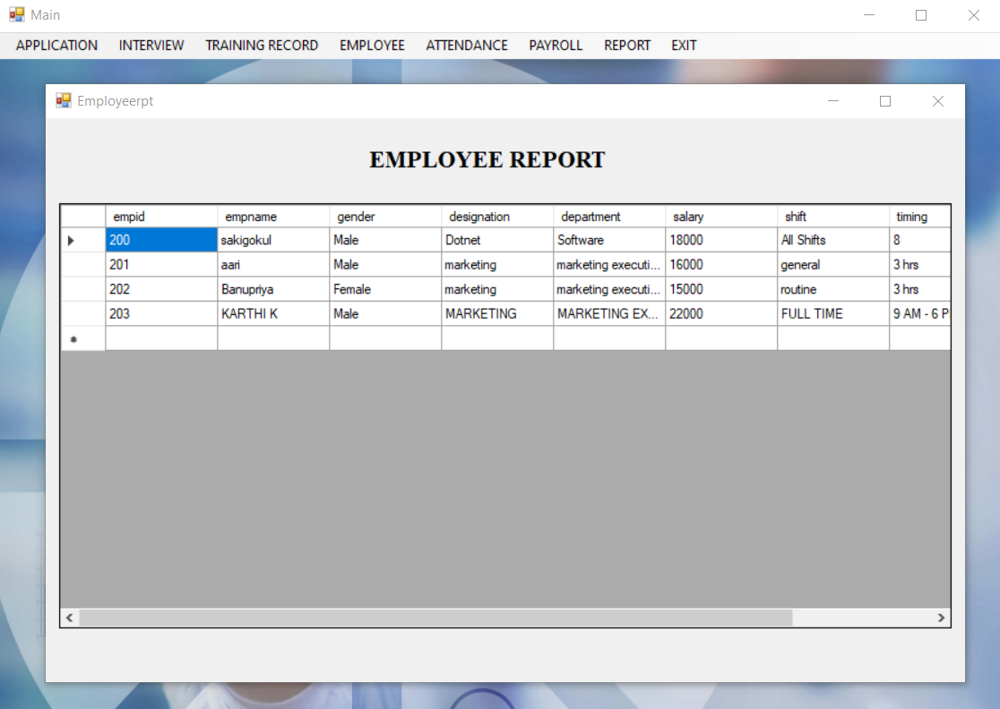 Main
APPLICATION INTERVIEW TRAINING RECORD EMPLOYEE ATTENDANCE PAYROLL REPORT EXIT
Employeerpt
EMPLOYEE REPORT
empid empname gender designation department salary shift timing
200 sakigokul Male Dotnet Software 18000 All Shifts 8
201 aari Male marketing marketing executi... 16000 general 3 hrs
202 Banupriya Female marketing marketing executi... 15000 routine 3 hrs
203 KARTHI K Male MARKETING MARKETING EX... 22000 FULL TIME 9 AM - 6 P